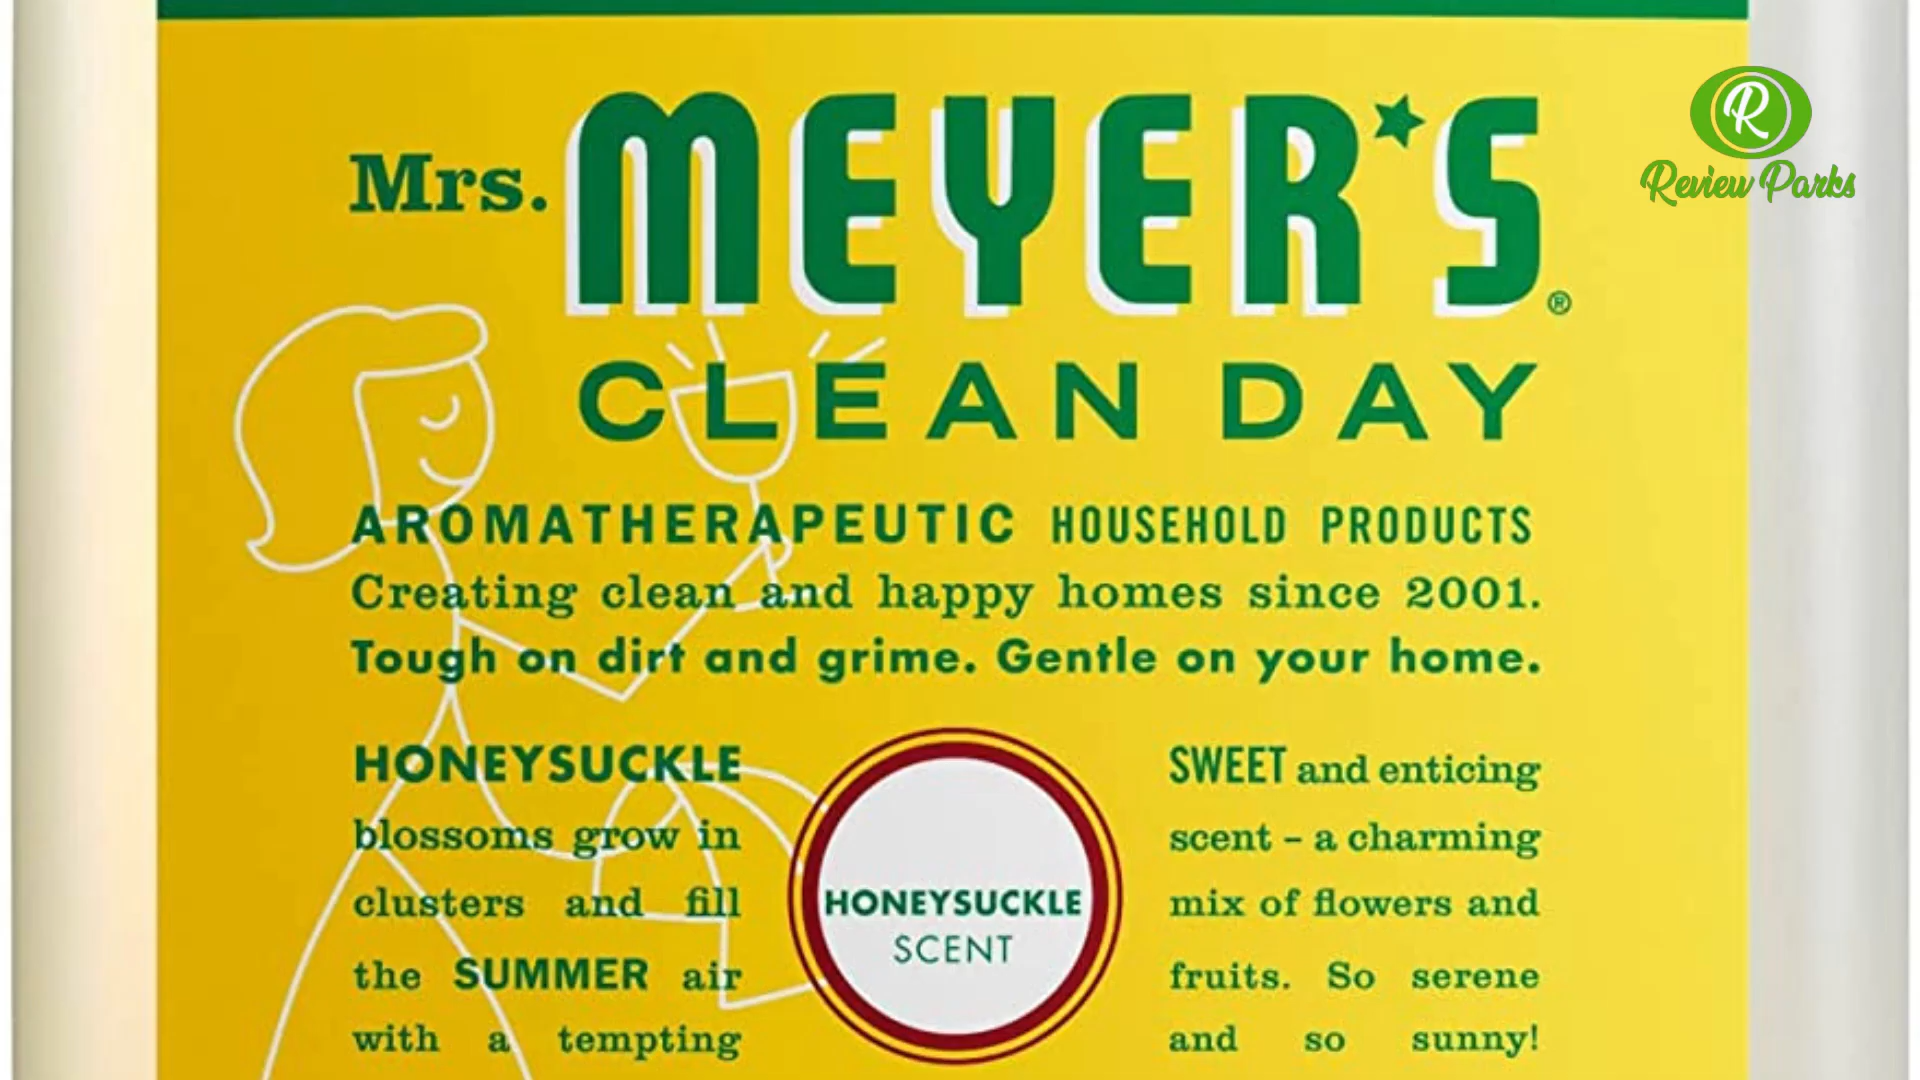 Mrs. MEYER'S®
CLEAN DAY
AROMATHERAPEUTIC HOUSEHOLD PRODUCTS
Creating clean and happy homes since 2001.
Tough on dirt and grime. Gentle on your home.
HONEYSUCKLE
blossoms grow in
clusters and fill
the SUMMER air
with a tempting
HONEYSUCKLE
SCENT
SWEET and enticing
scent – a charming
mix of flowers and
fruits. So serene
and so sunny!
R
Review Parks